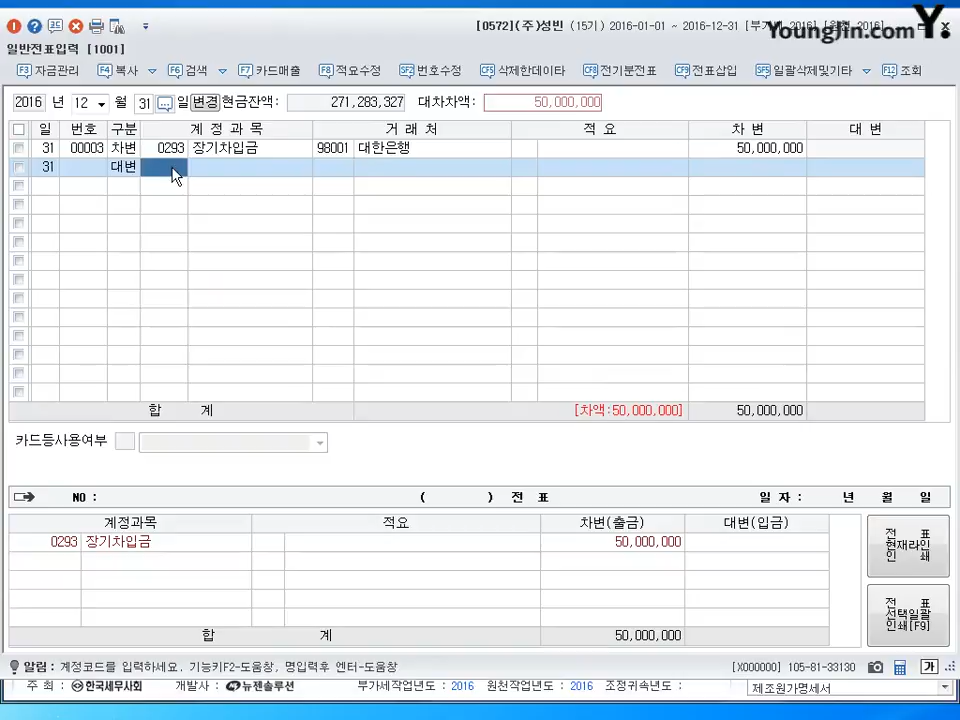 [0572](주)성빈 (15기) 2016-01-01 ~ 2016-12-31 [부가 2016] [원천 2016]
YoungJin.com Y.
일반전표입력 [1001]
F3 자금관리 F4 복사 F6 검색 F7 카드매출 F8 적요수정 SF2 번호수정 CF5 삭제한데이타 CF8 전기분전표 CF9 전표삽입 SF5 일괄삭제및기타 F12 조회
2016 년 12 월 31 ... 일 변경 현금잔액: 271,283,327 대차차액: 50,000,000
일 번호 구분 계 정 과 목 거 래 처 적 요 차 변 대 변
31 00003 차변 0293 장기차입금 98001 대한은행 50,000,000
31 대변
합 계 [차액:50,000,000] 50,000,000
카드등사용여부
NO : ( ) 전 표 일 자 : 년 월 일
계정과목 적요 차변(출금) 대변(입금)
0293 장기차입금 50,000,000
합 계 50,000,000
전 표
현재라인
인 쇄
전 표
선택일괄
인쇄[F9]
알림: 계정코드를 입력하세요. 기능키F2-도움창, 명입력후 엔터-도움창 [X000000] 105-81-33130 가
주 최 : 한국세무사회 개발사 : 뉴젠솔루션 부가세작업년도 : 2016 원천작업년도 : 2016 조정귀속년도 : 제조원가명세서